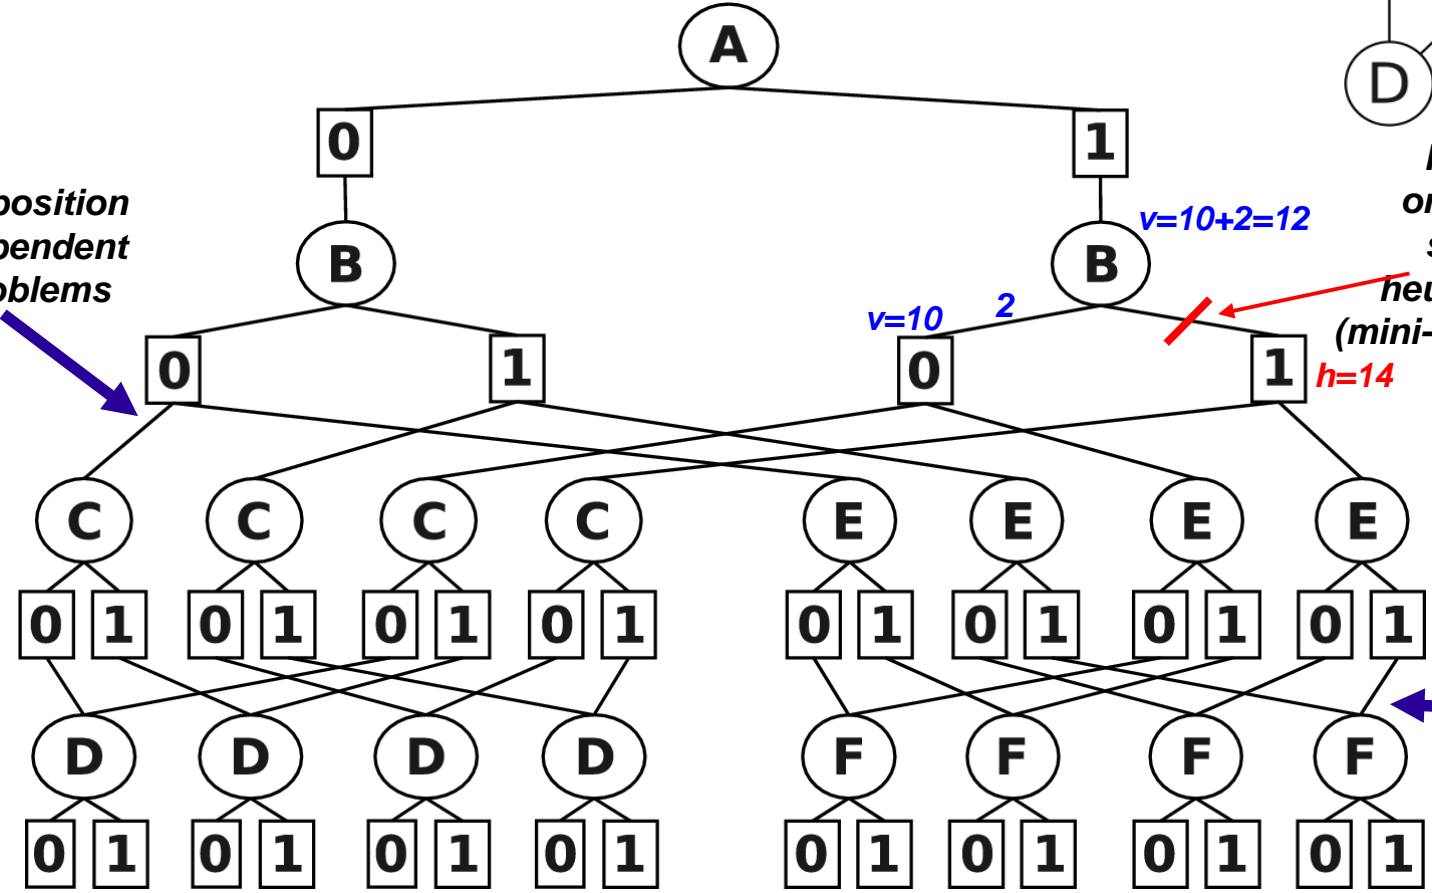 A
D
0 1
position
pendent
oblems
B
v=10+2=12
B
or
(mini-
v=10
2
0 1 0 1
h=14
C C C C E E E E
0 1 0 1 0 1 0 1 0 1 0 1 0 1 0 1
D D D D F F F F
0 1 0 1 0 1 0 1 0 1 0 1 0 1 0 1